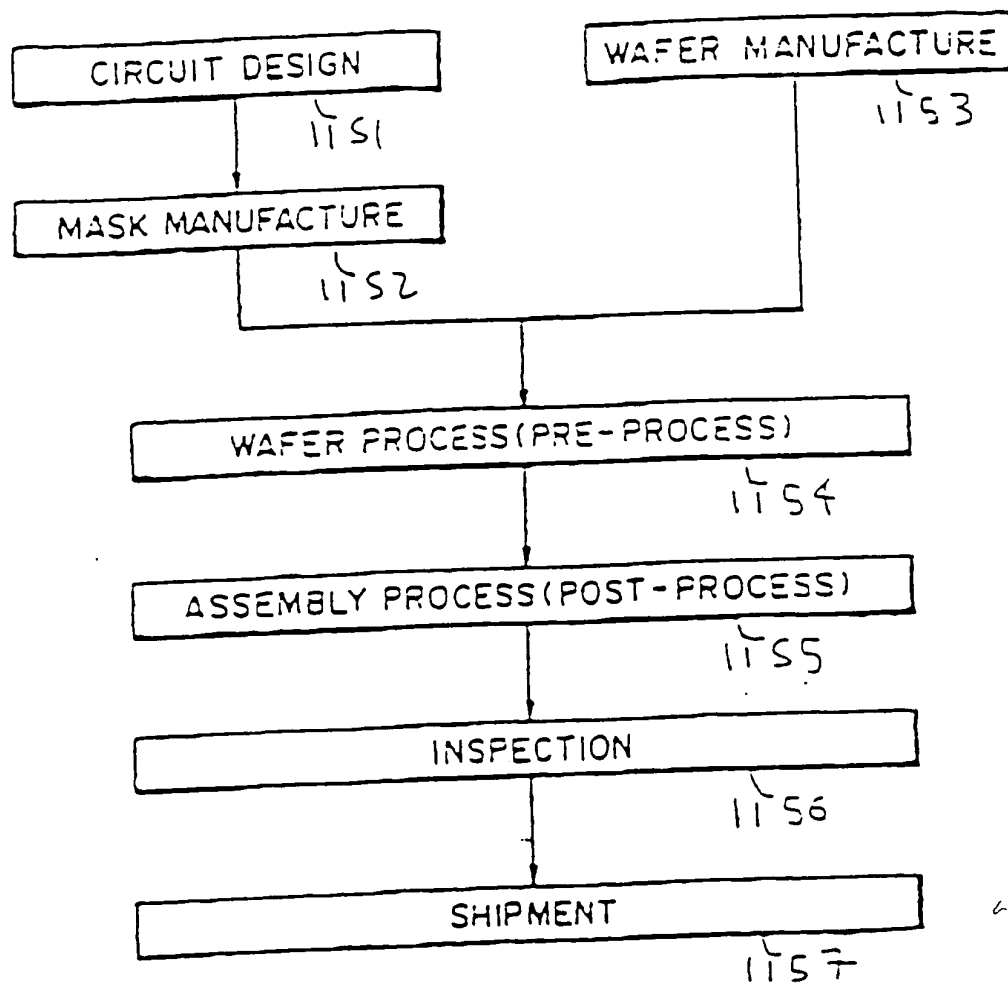 CIRCUIT DESIGN
11S1
WAFER MANUFACTURE
11S3
MASK MANUFACTURE
11S2
WAFER PROCESS(PRE-PROCESS)
11S4
ASSEMBLY PROCESS(POST-PROCESS)
11S5
INSPECTION
11S6
SHIPMENT
11S7